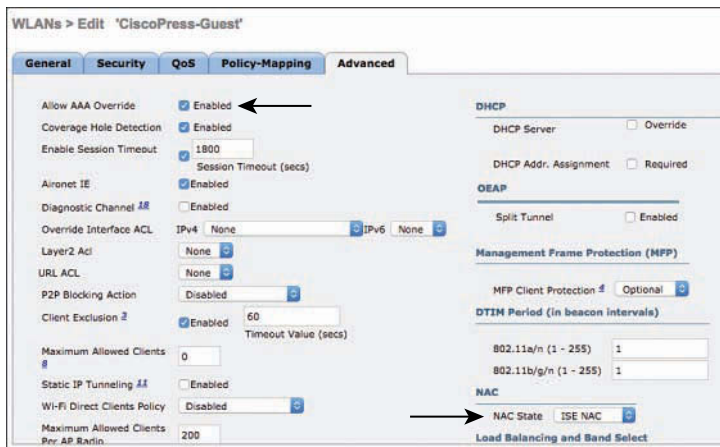 WLANs > Edit 'CiscoPress-Guest'
General Security QoS Policy-Mapping Advanced
Allow AAA Override Enabled
Coverage Hole Detection Enabled
Enable Session Timeout 1800
Session Timeout (secs)
Aironet IE Enabled
Diagnostic Channel 18 Enabled
Override Interface ACL IPv4 None IPv6 None
Layer2 Acl None
URL ACL None
P2P Blocking Action Disabled
Client Exclusion 3 Enabled 60
Timeout Value (secs)
Maximum Allowed Clients 0
8
Static IP Tunneling 11 Enabled
Wi-Fi Direct Clients Policy Disabled
Maximum Allowed Clients
Per AP Radio 200
DHCP
DHCP Server Override
DHCP Addr. Assignment Required
OEAP
Split Tunnel Enabled
Management Frame Protection (MFP)
MFP Client Protection 4 Optional
DTIM Period (in beacon intervals)
802.11a/n (1 - 255) 1
802.11b/g/n (1 - 255) 1
NAC
NAC State ISE NAC
Load Balancing and Band Select